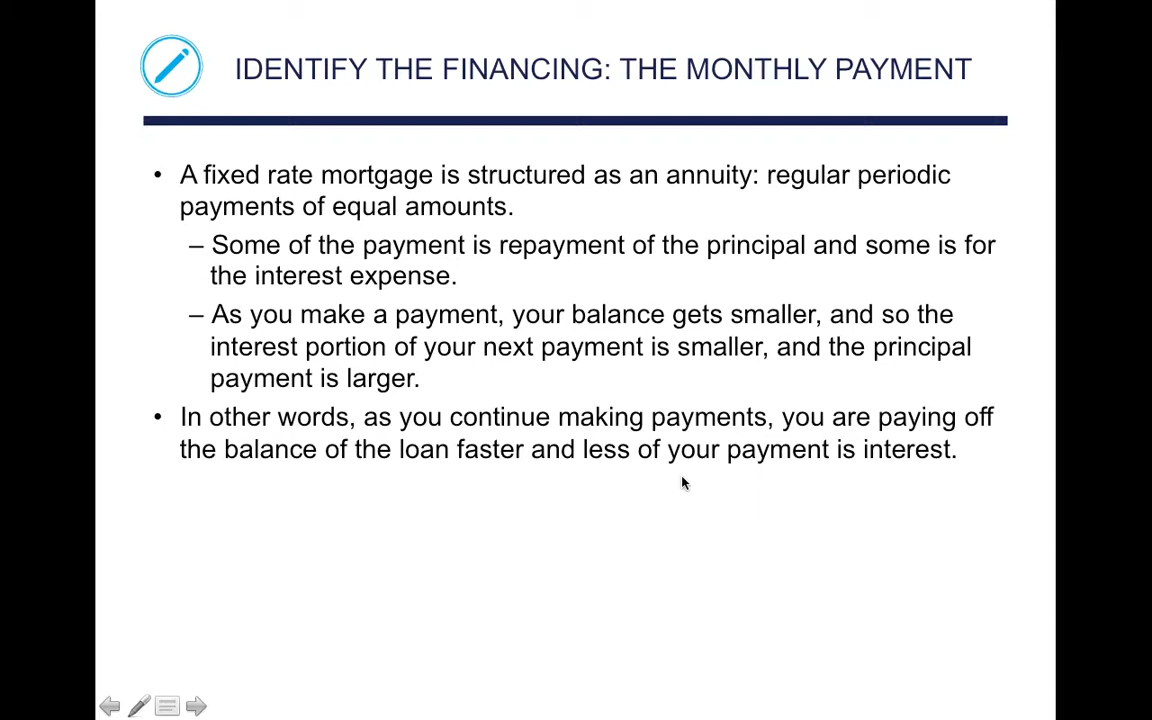 IDENTIFY THE FINANCING: THE MONTHLY PAYMENT
• A fixed rate mortgage is structured as an annuity: regular periodic
payments of equal amounts.
– Some of the payment is repayment of the principal and some is for
the interest expense.
– As you make a payment, your balance gets smaller, and so the
interest portion of your next payment is smaller, and the principal
payment is larger.
• In other words, as you continue making payments, you are paying off
the balance of the loan faster and less of your payment is interest.